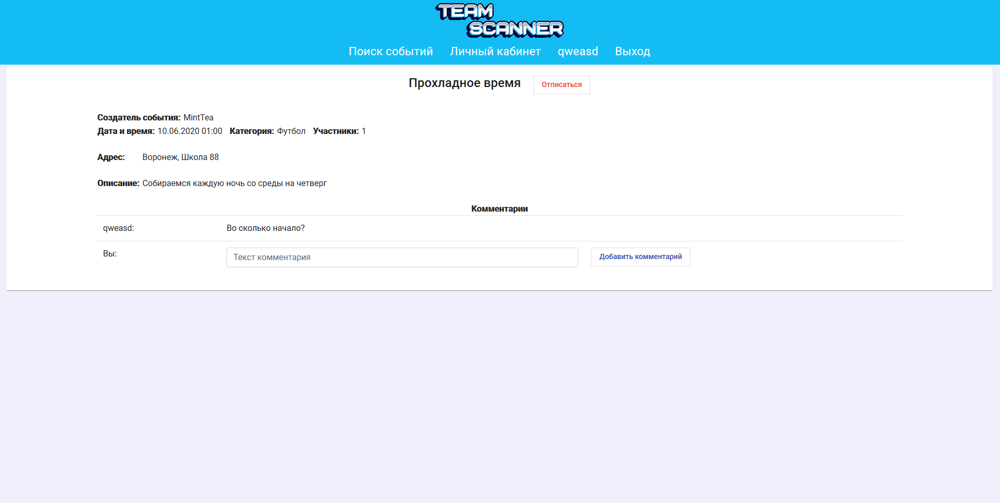 TEAM
SCANNER
Поиск событий Личный кабинет qweasd Выход
Прохладное время Отписаться
Создатель события: MintTea
Дата и время: 10.06.2020 01:00 Категория: Футбол Участники: 1
Адрес: Воронеж, Школа 88
Описание: Собираемся каждую ночь со среды на четверг
Комментарии
qweasd: Во сколько начало?
Вы: Текст комментария Добавить комментарий